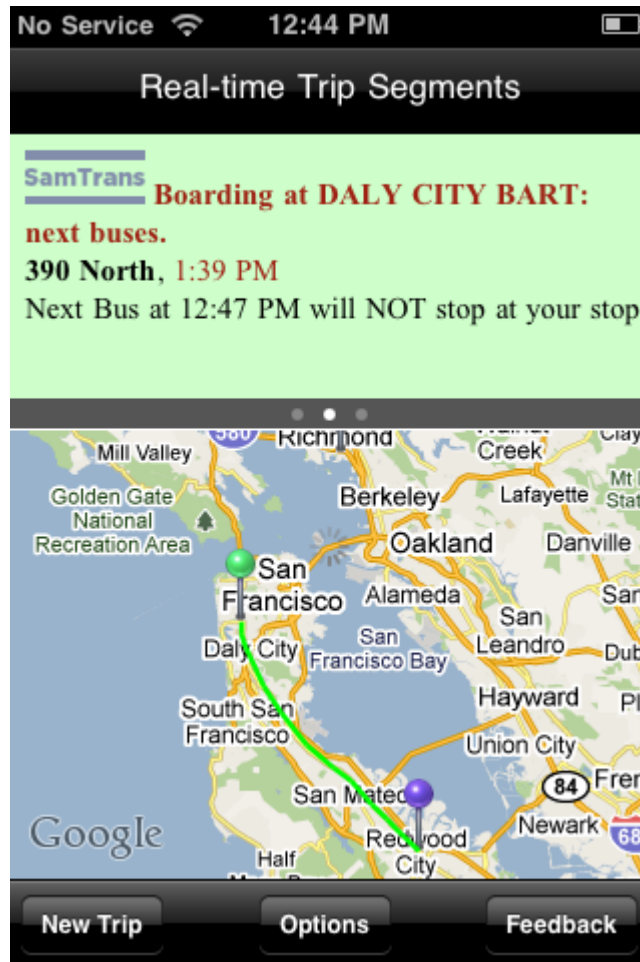 No Service 12:44 PM
Real-time Trip Segments
SamTrans Boarding at DALY CITY BART:
next buses.
390 North, 1:39 PM
Next Bus at 12:47 PM will NOT stop at your stop
580 Richmond
Mill Valley
Creek
Golden Gate
National
Recreation Area
Berkeley
Lafayette
Oakland
Danville
San
Francisco
Alameda
San
Leandro
Daly City
San
Francisco Bay
South San
Francisco
Hayward
Union City
San Mateo
84
Newark
68
Redwood
City
Half
Google
New Trip Options Feedback